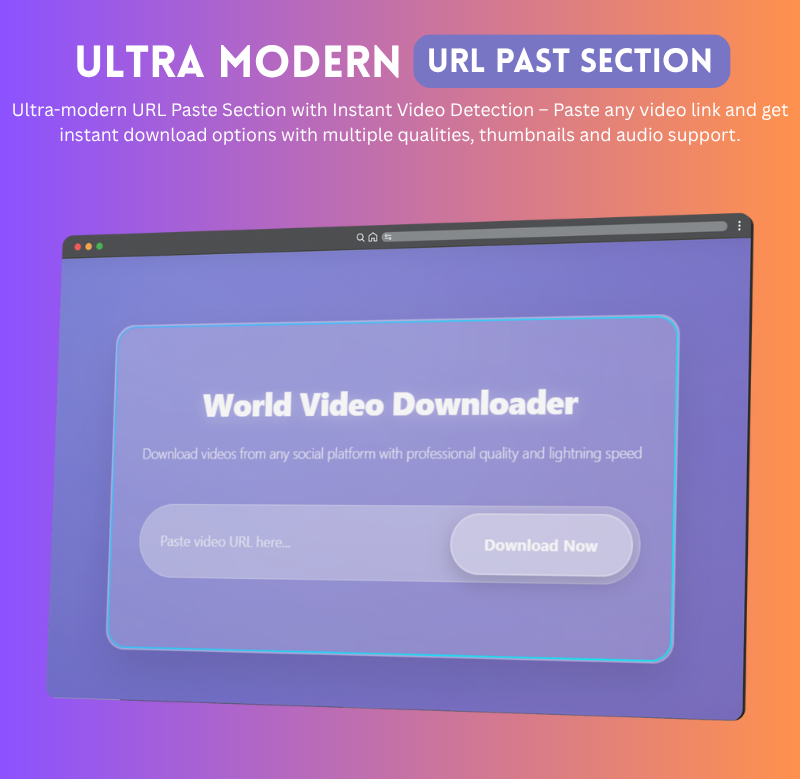 ULTRA MODERN URL PAST SECTION
Ultra-modern URL Paste Section with Instant Video Detection – Paste any video link and get
instant download options with multiple qualities, thumbnails and audio support.
World Video Downloader
Download videos from any social platform with professional quality and lightning speed
Paste video URL here...
Download Now